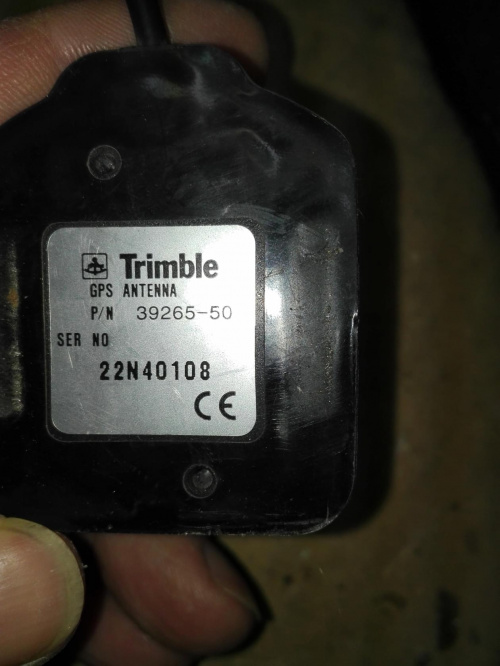 Trimble
GPS ANTENNA
P/N 39265-50
SER NO
22N40108
CE